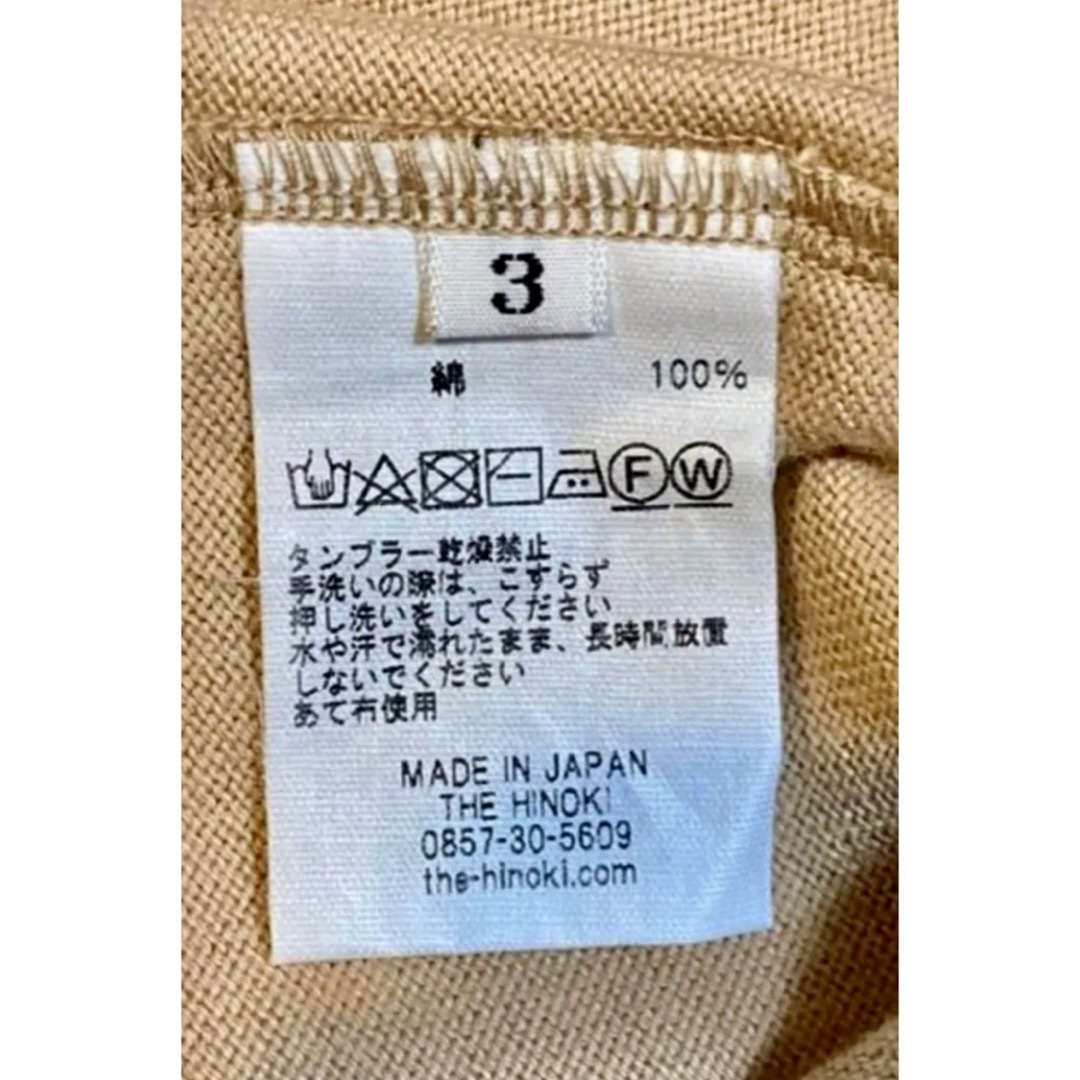 3
綿 100%
F W
タンブラー乾燥禁止
手洗いの際は、こすらず
押し洗いをしてください
水や汗で濡れたまま、長時間放置
しないでください
あて布使用
MADE IN JAPAN
THE HINOKI
0857-30-5609
the-hinoki.com